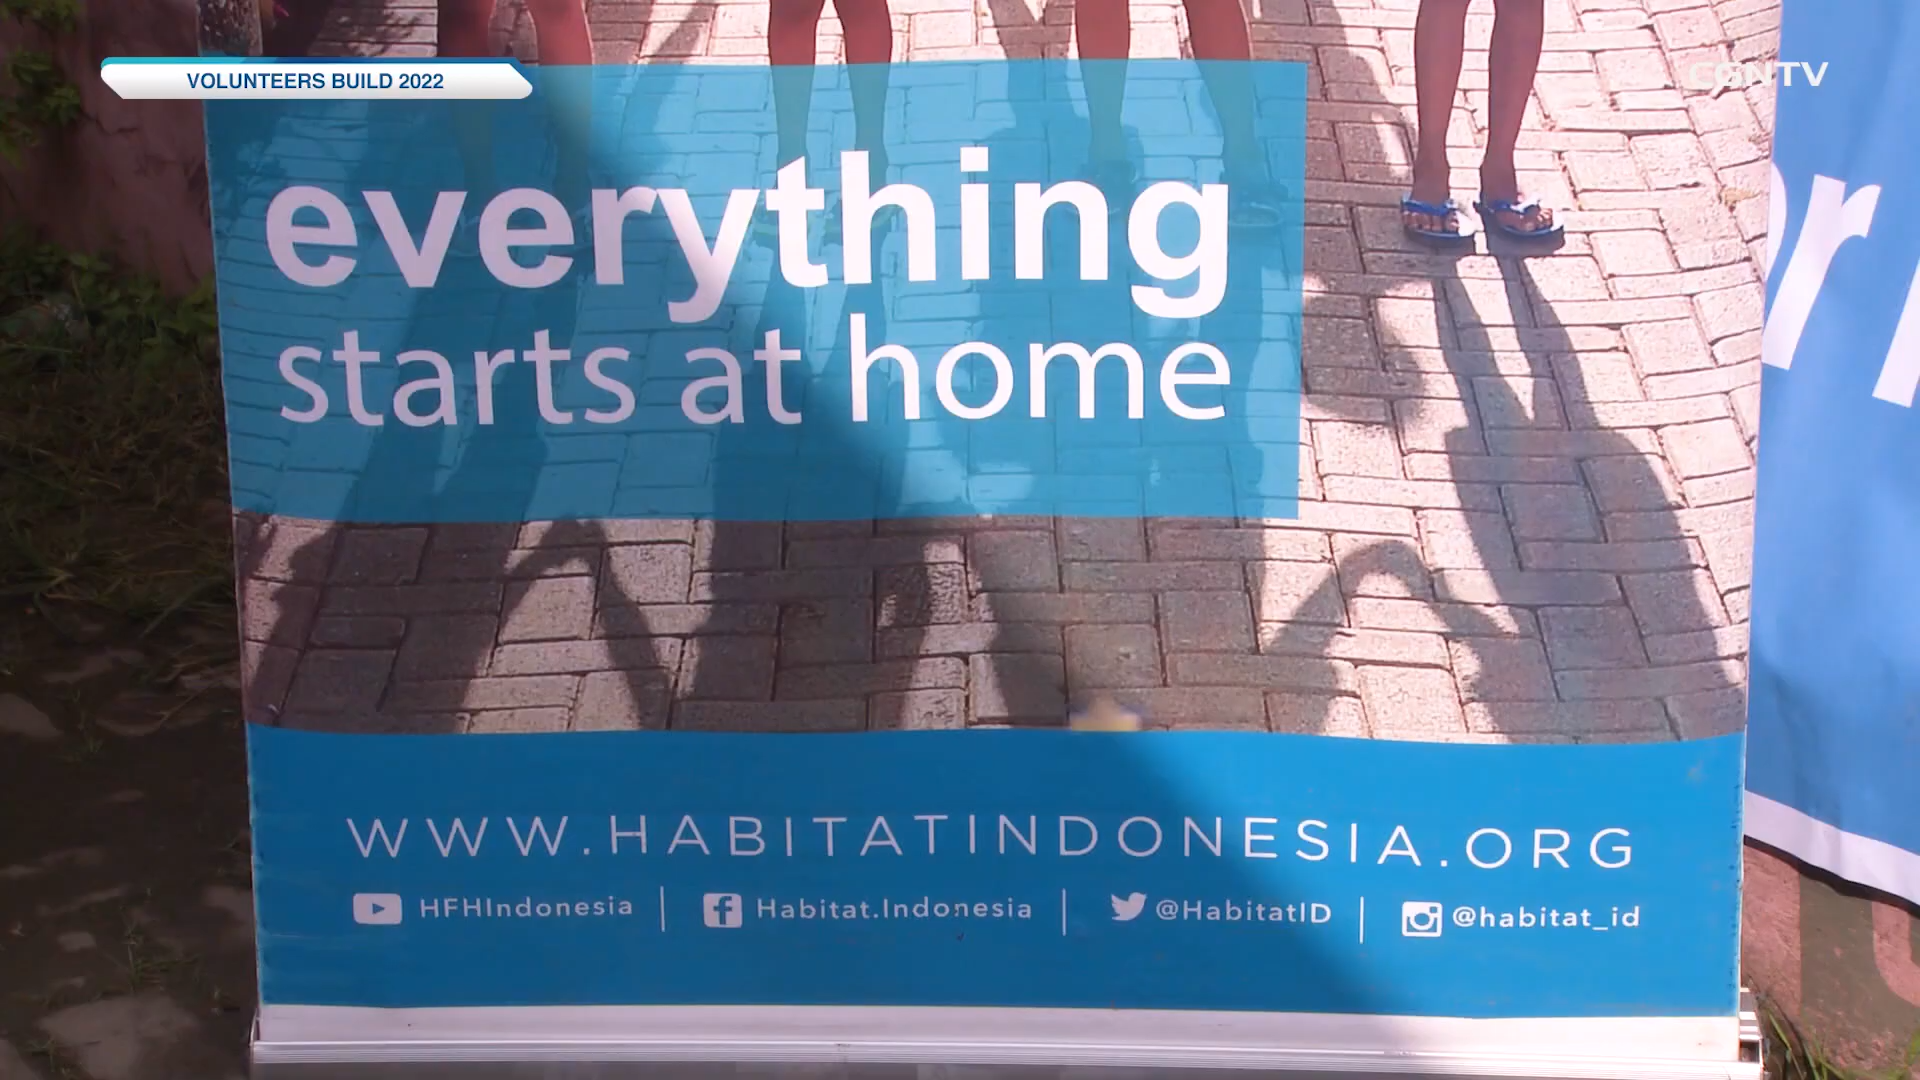 VOLUNTEERS BUILD 2022
CGNTV
everything
starts at home
WWW.HABITATINDONESIA.ORG
HFHIndonesia | Habitat.Indonesia | @HabitatID | @habitat_id